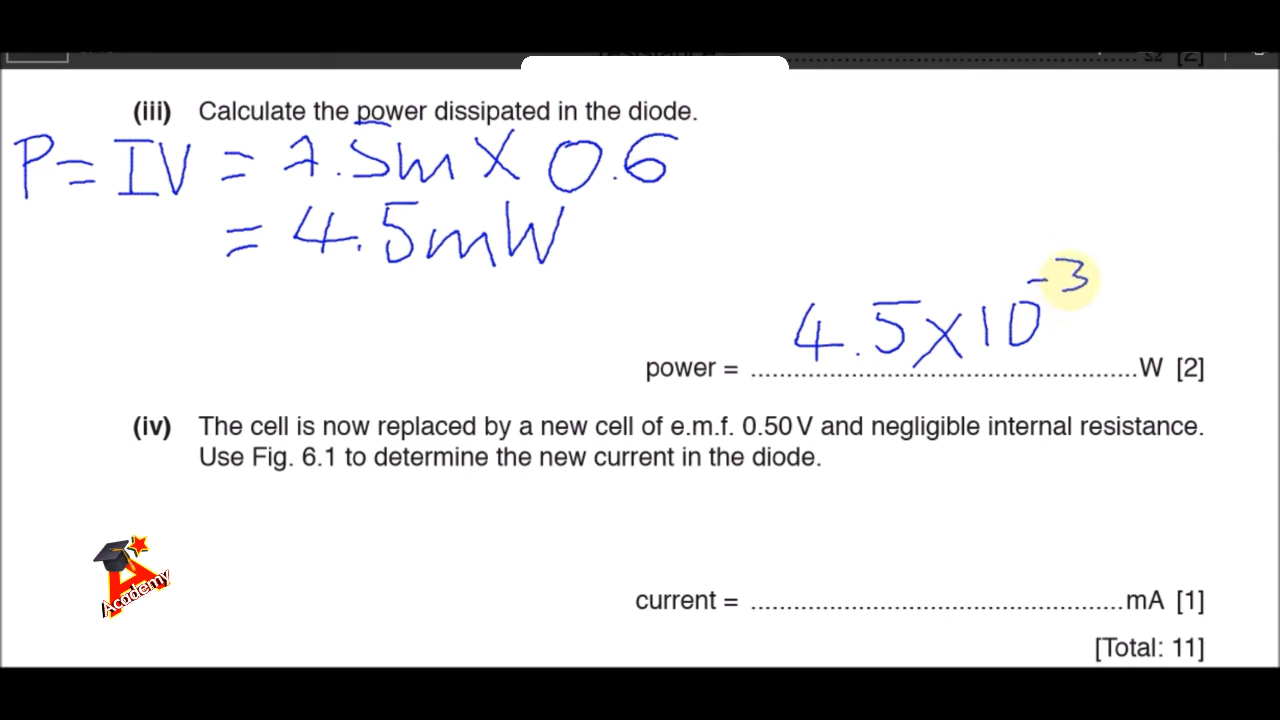 (iii) Calculate the power dissipated in the diode.
P = IV = 7.5m × 0.6
= 4.5mW
4.5×10⁻³
power = ........................................................ W [2]
(iv) The cell is now replaced by a new cell of e.m.f. 0.50 V and negligible internal resistance.
Use Fig. 6.1 to determine the new current in the diode.
Academy
current = ...................................................... mA [1]
[Total: 11]